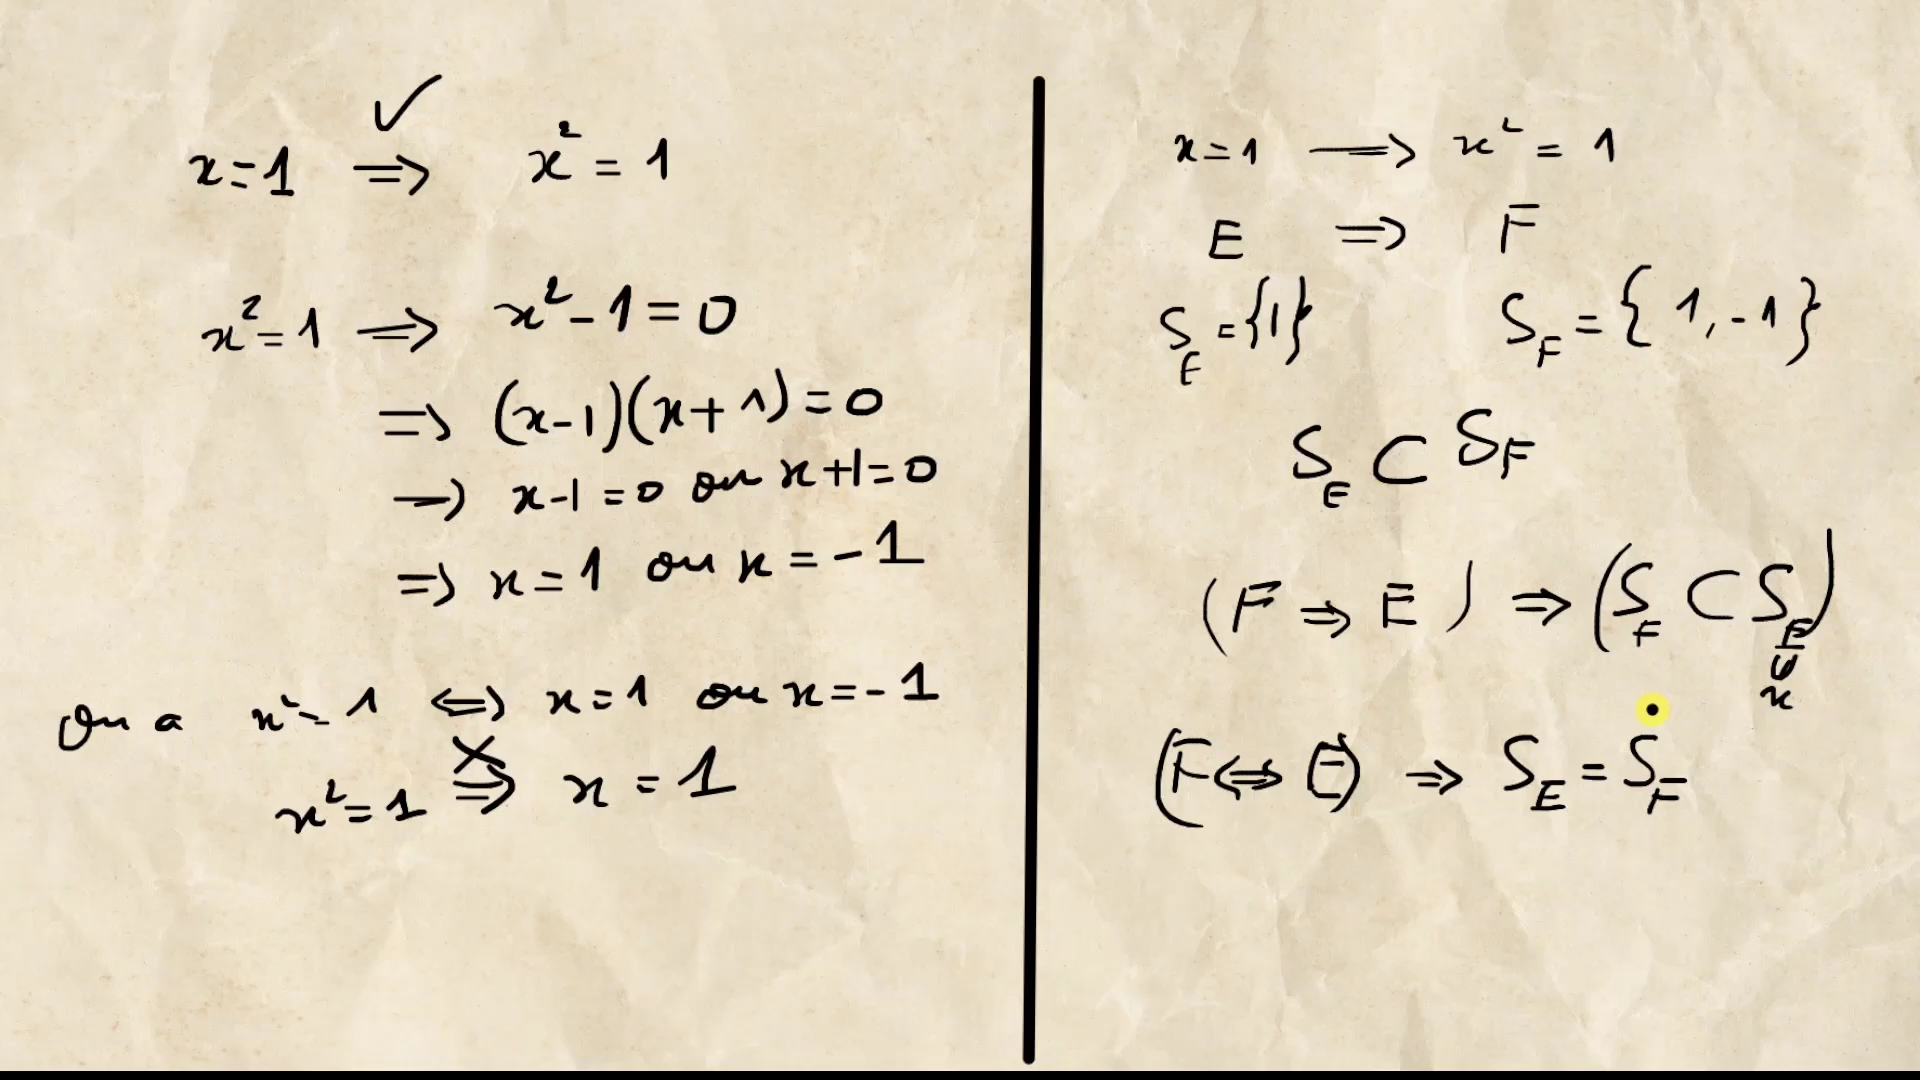 ✓
x=1 ⇒ x² = 1
x²=1 ⇒ x²-1=0
⇒ (x-1)(x+1)=0
⇒ x-1=0 ou x+1=0
⇒ x=1 ou x=-1
On a x²=1 ⇔ x=1 ou x=-1
x²=1 ⇏ x=1
x=1 ⟶ x² = 1
E ⇒ F
S_E={1} S_F={1,-1}
S_E ⊂ S_F
(F ⇒ E) ⇒ (S_F ⊂ S_E)
x
(F ⇔ E) ⇒ S_E = S_F